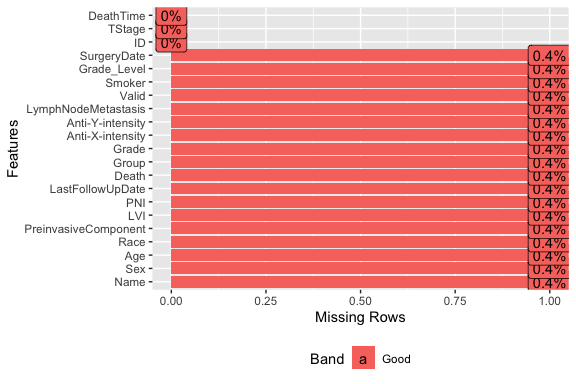 Features
DeathTime 0%
TStage 0%
ID 0%
SurgeryDate 0.4%
Grade_Level 0.4%
Smoker 0.4%
Valid 0.4%
LymphNodeMetastasis 0.4%
Anti-Y-intensity 0.4%
Anti-X-intensity 0.4%
Grade 0.4%
Group 0.4%
Death 0.4%
LastFollowUpDate 0.4%
PNI 0.4%
LVI 0.4%
PreinvasiveComponent 0.4%
Race 0.4%
Age 0.4%
Sex 0.4%
Name 0.4%
0.00 0.25 0.50 0.75 1.00
Missing Rows
Band a Good